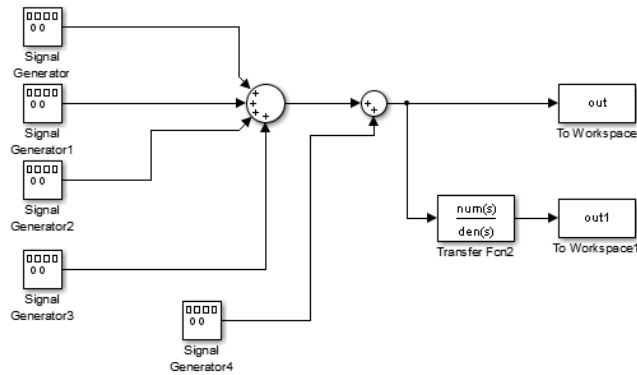 Signal
Generator
Signal
Generator1
Signal
Generator2
Signal
Generator3
Signal
Generator4
+
+
+
+
++
out
To Workspace
num(s)
den(s)
Transfer Fcn2
out1
To Workspace1